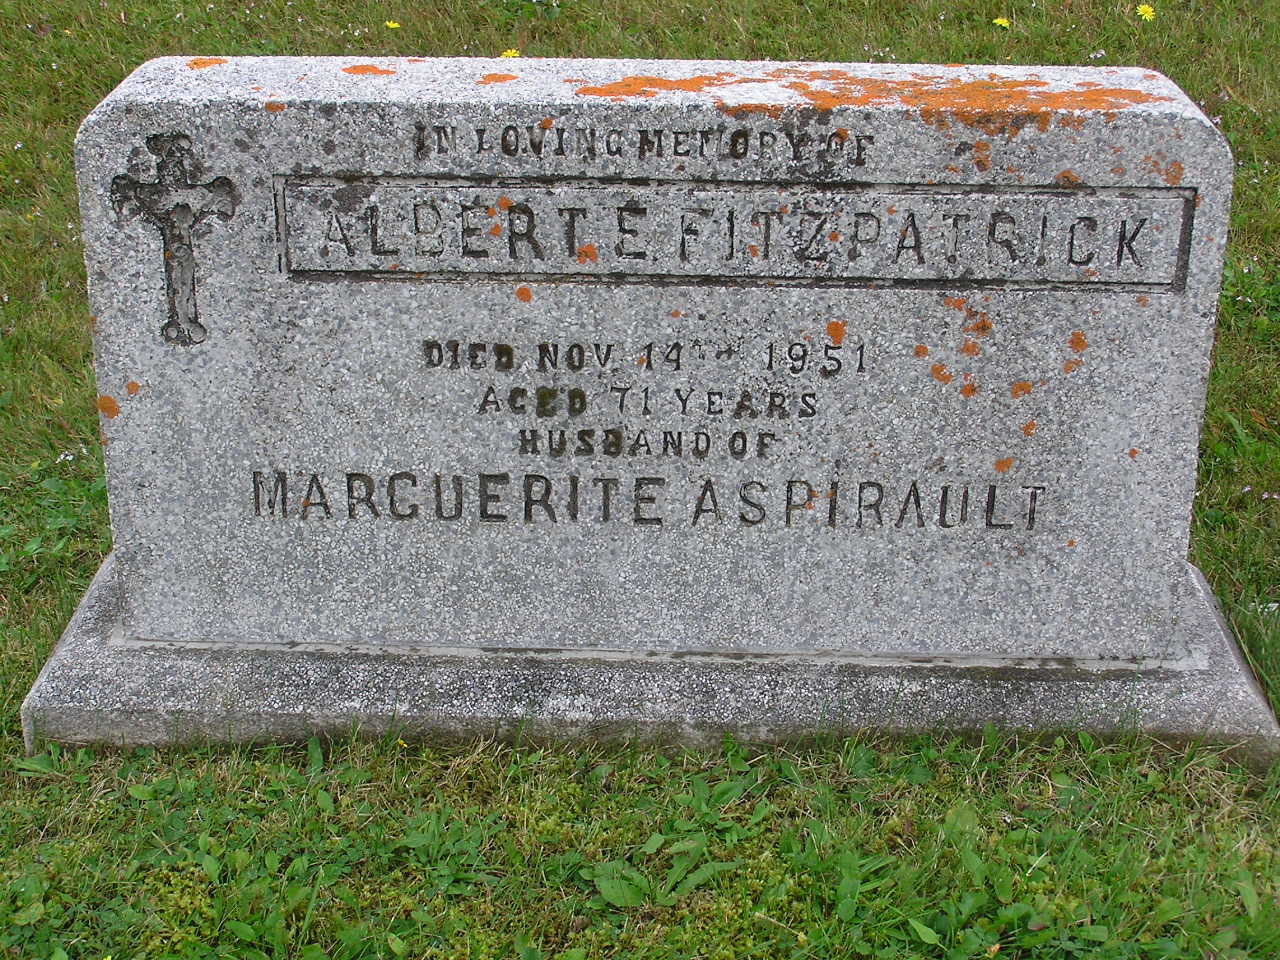 IN LOVING MEMORY OF
ALBERT E. FITZPATRICK
DIED NOV. 14TH 1951
AGED 71 YEARS
HUSBAND OF
MARGUERITE ASPIRAULT